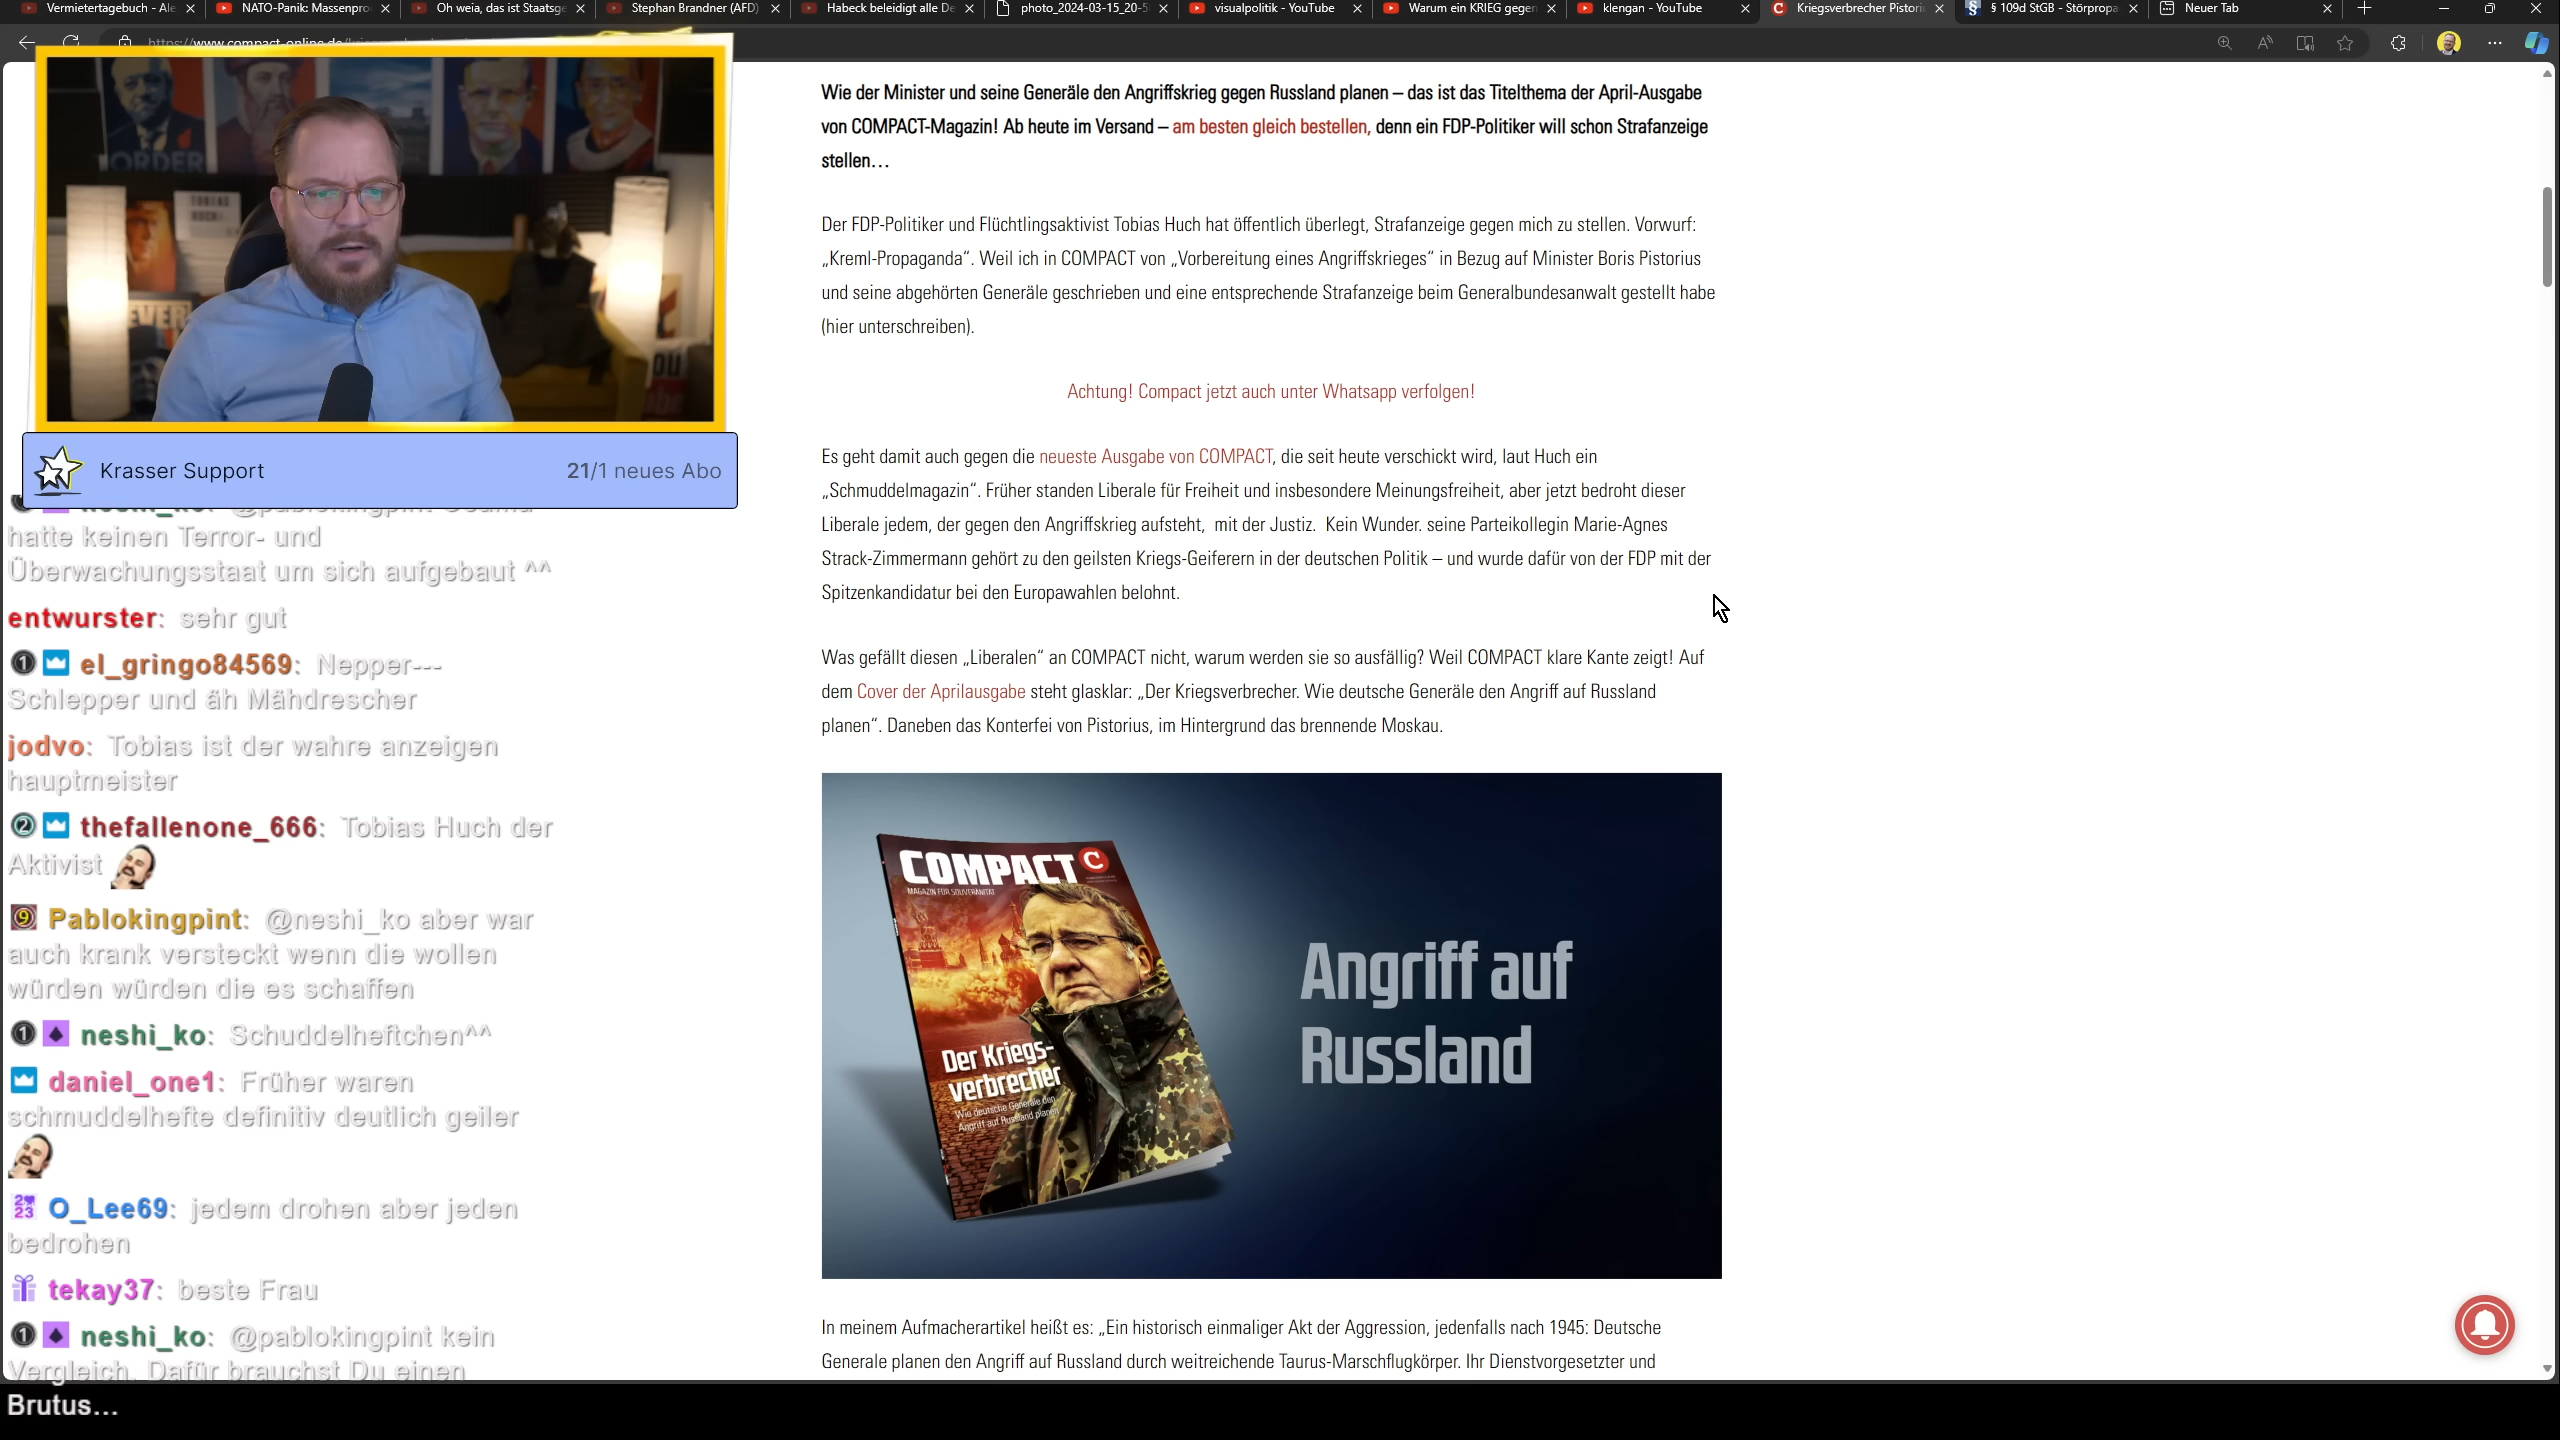 Vermietertagebuch - Ale
NATO-Panik: Massenpro
Oh weia, das ist Staatsge
Stephan Brandner (AFD)
Habeck beleidigt alle De
photo_2024-03-15_20-5
visualpolitik - YouTube
Warum ein KRIEG gegen
klengan - YouTube
Kriegsverbrecher Pistori
§ 109d StGB - Störpropa
Neuer Tab
ORDER
TOBIAS
Krasser Support
21/1 neues Abo
hatte keinen Terror- und
Überwachungsstaat um sich aufgebaut ^^
entwurster: sehr gut
el_gringo84569: Nepper---
Schlepper und äh Mähdrescher
jodvo: Tobias ist der wahre anzeigen
hauptmeister
thefallenone_666: Tobias Huch der
Aktivist
Pablokingpint: @neshi_ko aber war
auch krank versteckt wenn die wollen
würden würden die es schaffen
neshi_ko: Schuddelheftchen^^
daniel_one1: Früher waren
schmuddelhefte definitiv deutlich geiler
O_Lee69: jedem drohen aber jeden
bedrohen
tekay37: beste Frau
neshi_ko: @pablokingpint kein
Vergleich. Dafür brauchst Du einen
Brutus...
Wie der Minister und seine Generäle den Angriffskrieg gegen Russland planen – das ist das Titelthema der April-Ausgabe
von COMPACT-Magazin! Ab heute im Versand – am besten gleich bestellen, denn ein FDP-Politiker will schon Strafanzeige
stellen…
Der FDP-Politiker und Flüchtlingsaktivist Tobias Huch hat öffentlich überlegt, Strafanzeige gegen mich zu stellen. Vorwurf:
„Kreml-Propaganda“. Weil ich in COMPACT von „Vorbereitung eines Angriffskrieges“ in Bezug auf Minister Boris Pistorius
und seine abgehörten Generäle geschrieben und eine entsprechende Strafanzeige beim Generalbundesanwalt gestellt habe
(hier unterschreiben).
Achtung! Compact jetzt auch unter Whatsapp verfolgen!
Es geht damit auch gegen die neueste Ausgabe von COMPACT, die seit heute verschickt wird, laut Huch ein
„Schmuddelmagazin“. Früher standen Liberale für Freiheit und insbesondere Meinungsfreiheit, aber jetzt bedroht dieser
Liberale jedem, der gegen den Angriffskrieg aufsteht, mit der Justiz. Kein Wunder. seine Parteikollegin Marie-Agnes
Strack-Zimmermann gehört zu den geilsten Kriegs-Geiferern in der deutschen Politik – und wurde dafür von der FDP mit der
Spitzenkandidatur bei den Europawahlen belohnt.
Was gefällt diesen „Liberalen“ an COMPACT nicht, warum werden sie so ausfällig? Weil COMPACT klare Kante zeigt! Auf
dem Cover der Aprilausgabe steht glasklar: „Der Kriegsverbrecher. Wie deutsche Generäle den Angriff auf Russland
planen“. Daneben das Konterfei von Pistorius, im Hintergrund das brennende Moskau.
COMPACT C
MAGAZIN FÜR SOUVERÄNITÄT
Der Kriegs-
verbrecher
Wie deutsche Generäle den
Angriff auf Russland planen
Angriff auf
Russland
In meinem Aufmacherartikel heißt es: „Ein historisch einmaliger Akt der Aggression, jedenfalls nach 1945: Deutsche
Generale planen den Angriff auf Russland durch weitreichende Taurus-Marschflugkörper. Ihr Dienstvorgesetzter und